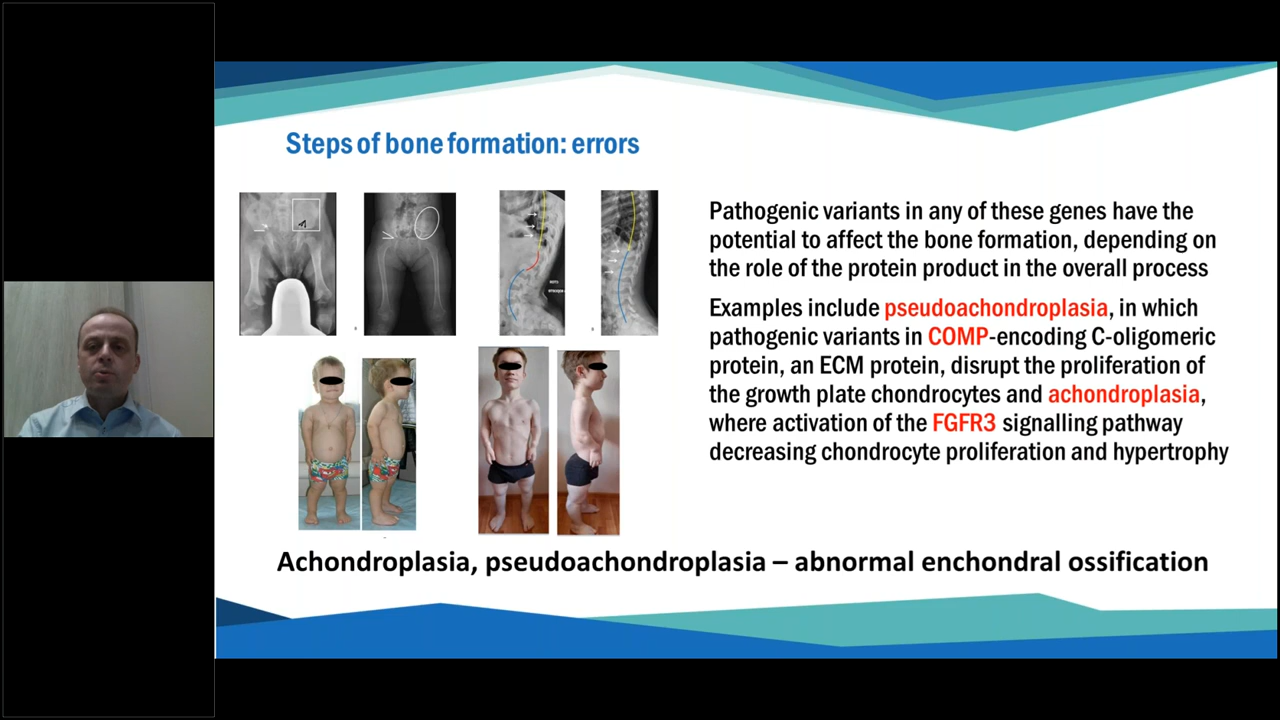 Steps of bone formation: errors
Pathogenic variants in any of these genes have the
potential to affect the bone formation, depending on
the role of the protein product in the overall process
Examples include pseudoachondroplasia, in which
pathogenic variants in COMP-encoding C-oligomeric
protein, an ECM protein, disrupt the proliferation of
the growth plate chondrocytes and achondroplasia,
where activation of the FGFR3 signalling pathway
decreasing chondrocyte proliferation and hypertrophy
Achondroplasia, pseudoachondroplasia – abnormal enchondral ossification